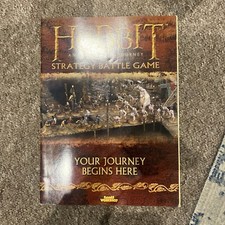 HOBBIT
STRATEGY BATTLE GAME
YOUR JOURNEY
BEGINS HERE